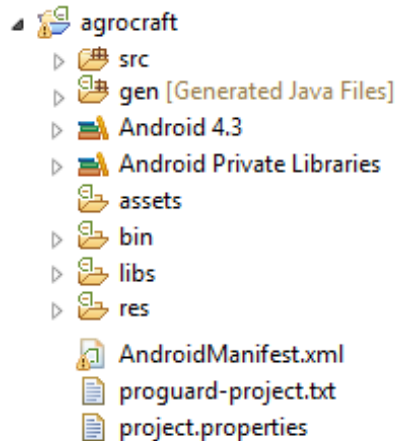 agrocraft
src
gen [Generated Java Files]
Android 4.3
Android Private Libraries
assets
bin
libs
res
AndroidManifest.xml
proguard-project.txt
project.properties